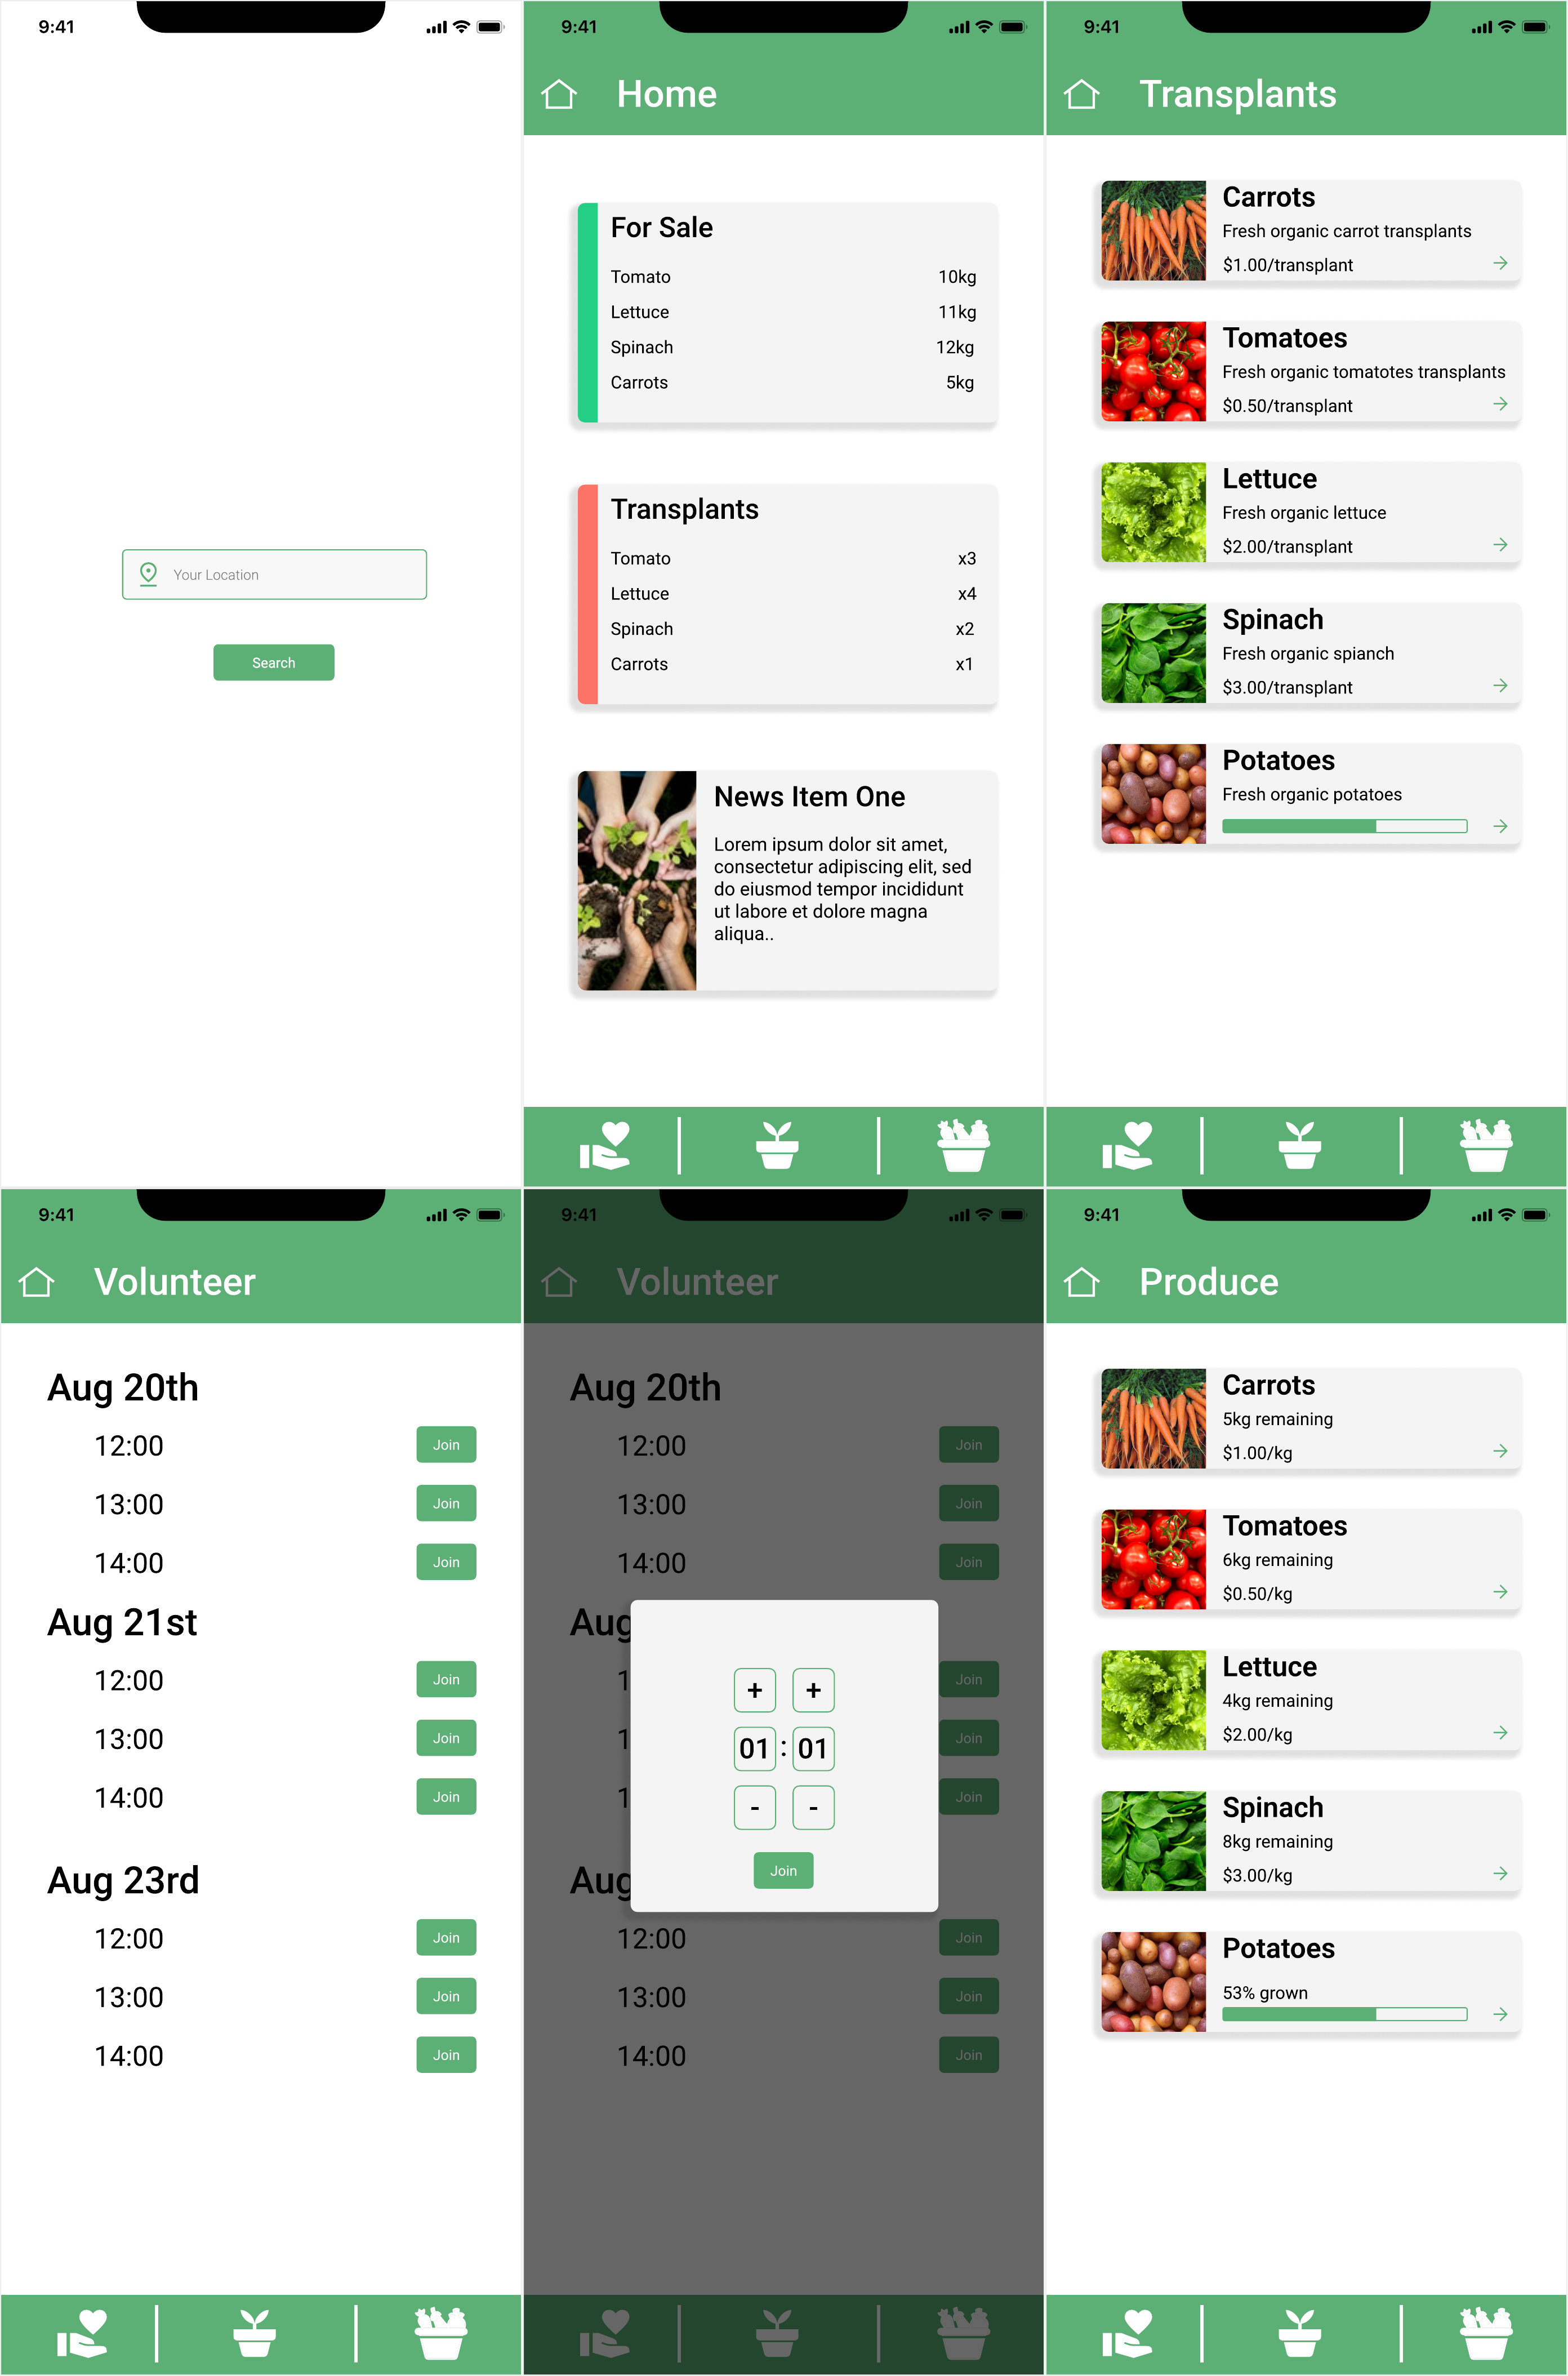 9:41
Your Location
Search
9:41
Home
For Sale
Tomato 10kg
Lettuce 11kg
Spinach 12kg
Carrots 5kg
Transplants
Tomato x3
Lettuce x4
Spinach x2
Carrots x1
News Item One
Lorem ipsum dolor sit amet,
consectetur adipiscing elit, sed
do eiusmod tempor incididunt
ut labore et dolore magna
aliqua..
9:41
Transplants
Carrots
Fresh organic carrot transplants
$1.00/transplant
Tomatoes
Fresh organic tomatotes transplants
$0.50/transplant
Lettuce
Fresh organic lettuce
$2.00/transplant
Spinach
Fresh organic spianch
$3.00/transplant
Potatoes
Fresh organic potatoes
9:41
Volunteer
Aug 20th
12:00 Join
13:00 Join
14:00 Join
Aug 21st
12:00 Join
13:00 Join
14:00 Join
Aug 23rd
12:00 Join
13:00 Join
14:00 Join
9:41
Volunteer
Aug 20th
12:00 Join
13:00 Join
14:00 Join
Aug
1 Join
+ +
1 Join
01 : 01
1 Join
- -
Join
Aug
12:00 Join
13:00 Join
14:00 Join
9:41
Produce
Carrots
5kg remaining
$1.00/kg
Tomatoes
6kg remaining
$0.50/kg
Lettuce
4kg remaining
$2.00/kg
Spinach
8kg remaining
$3.00/kg
Potatoes
53% grown